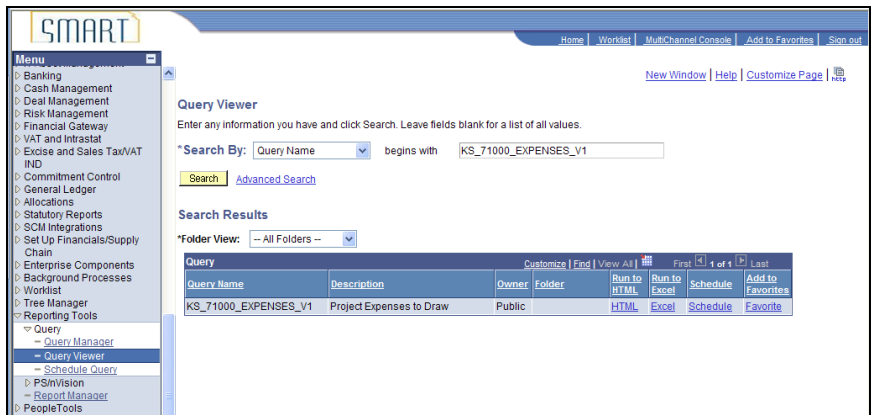 SMART
Home | Worklist | MultiChannel Console | Add to Favorites | Sign out
Menu
Banking
Cash Management
Deal Management
Risk Management
Financial Gateway
VAT and Intrastat
Excise and Sales Tax/VAT
IND
Commitment Control
General Ledger
Allocations
Statutory Reports
SCM Integrations
Set Up Financials/Supply
Chain
Enterprise Components
Background Processes
Worklist
Tree Manager
Reporting Tools
Query
Query Manager
Query Viewer
Schedule Query
PS/nVision
Report Manager
PeopleTools
New Window | Help | Customize Page | http
Query Viewer
Enter any information you have and click Search. Leave fields blank for a list of all values.
*Search By: Query Name begins with KS_71000_EXPENSES_V1
Search Advanced Search
Search Results
*Folder View: -- All Folders --
Query Customize | Find | View All | First 1 of 1 Last
Query Name Description Owner Folder Run to HTML Run to Excel Schedule Add to Favorites
KS_71000_EXPENSES_V1 Project Expenses to Draw Public HTML Excel Schedule Favorite